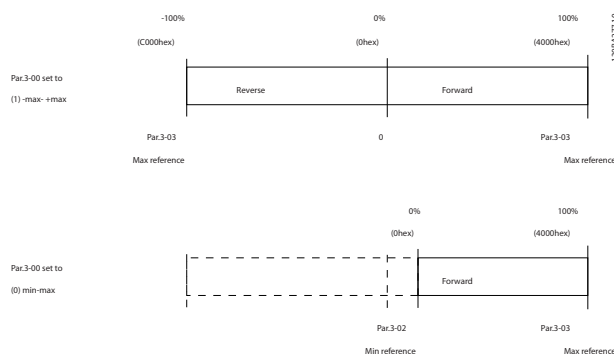 -100% 0% 100%
(C000hex) (0hex) (4000hex)
Par.3-00 set to
(1) -max- +max
Reverse Forward
Par.3-03 0 Par.3-03
Max reference Max reference
0% 100%
(0hex) (4000hex)
Par.3-00 set to
(0) min-max
Forward
Par.3-02 Par.3-03
Min reference Max reference